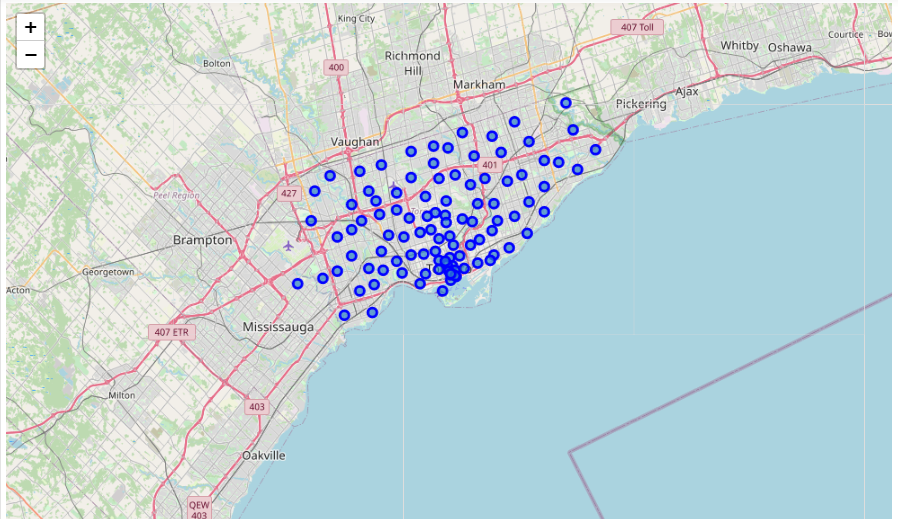 +
−
King City
407 Toll
Whitby
Oshawa
Courtice
Richmond
Hill
400
Bolton
Markham
Ajax
Pickering
Vaughan
401
427
Peel Region
Brampton
Georgetown
Acton
Mississauga
407 ETR
Milton
403
Oakville
QEW
403